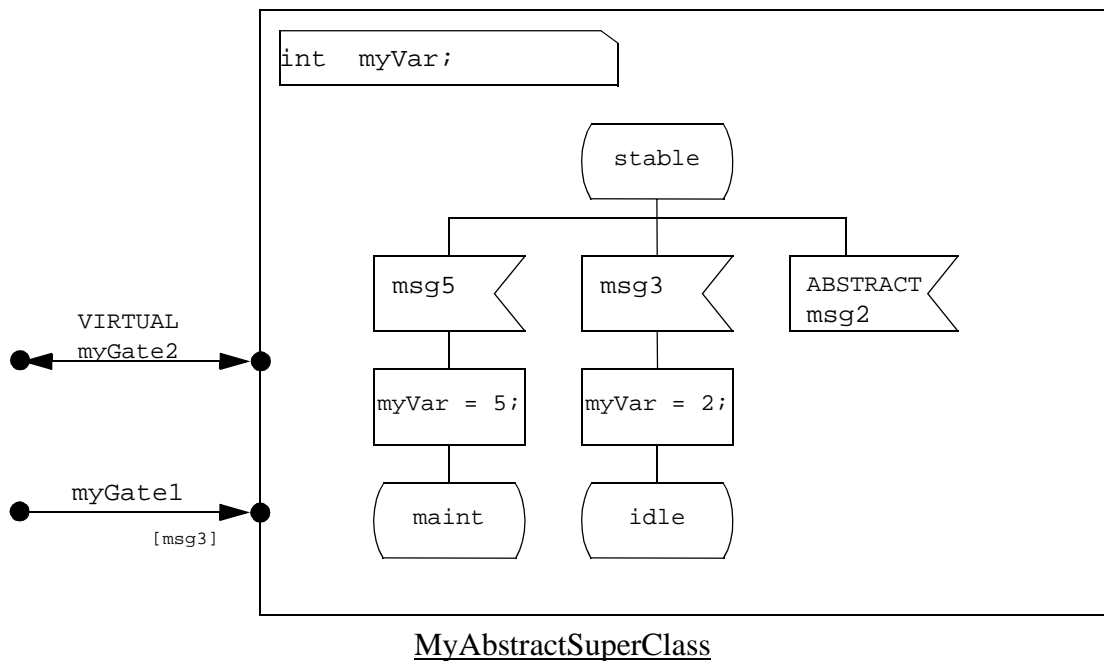 int  myVar;
stable
msg5
msg3
ABSTRACT
msg2
VIRTUAL
myGate2
myVar = 5;
myVar = 2;
myGate1
[msg3]
maint
idle
MyAbstractSuperClass